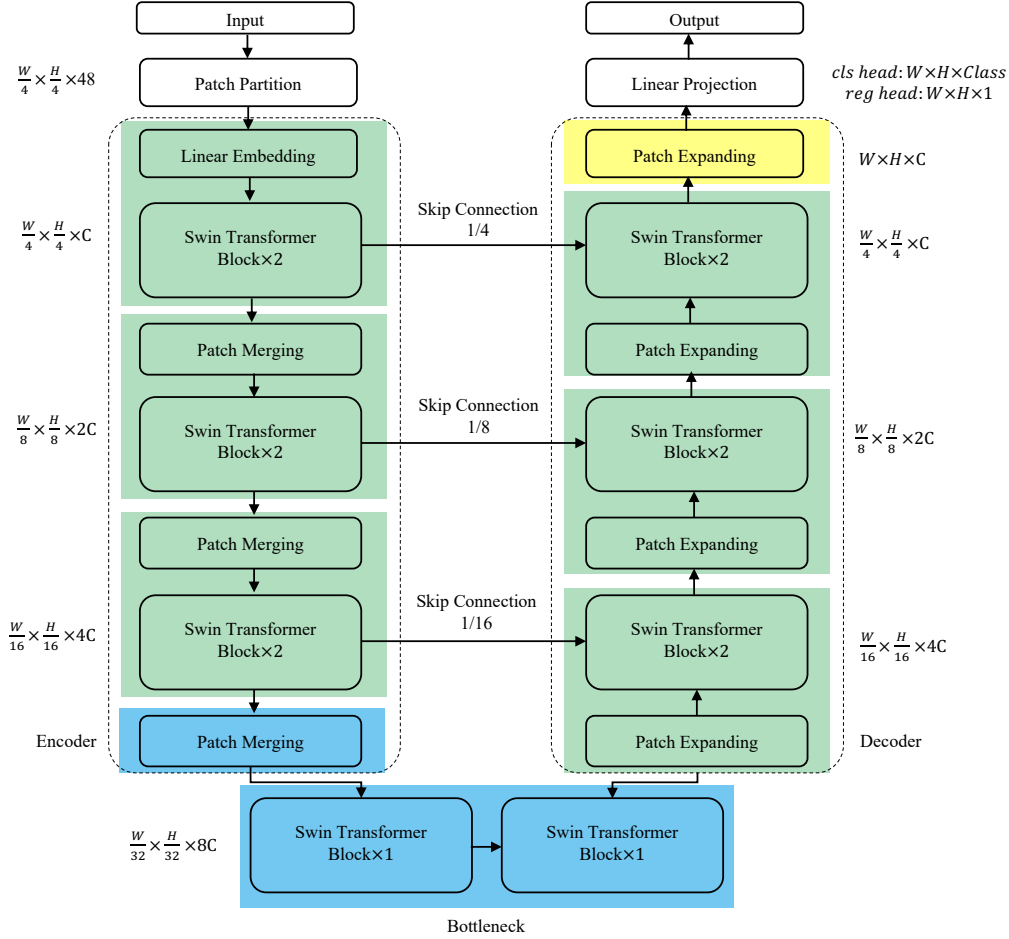 Input
Output
W/4 × H/4 ×48
Patch Partition
Linear Projection
cls head: W×H×Class
reg head: W×H×1
Linear Embedding
Patch Expanding
W×H×C
W/4 × H/4 ×C
Swin Transformer
Block×2
Skip Connection
1/4
Swin Transformer
Block×2
W/4 × H/4 ×C
Patch Merging
Patch Expanding
W/8 × H/8 ×2C
Swin Transformer
Block×2
Skip Connection
1/8
Swin Transformer
Block×2
W/8 × H/8 ×2C
Patch Merging
Patch Expanding
W/16 × H/16 ×4C
Swin Transformer
Block×2
Skip Connection
1/16
Swin Transformer
Block×2
W/16 × H/16 ×4C
Encoder
Patch Merging
Patch Expanding
Decoder
W/32 × H/32 ×8C
Swin Transformer
Block×1
Swin Transformer
Block×1
Bottleneck